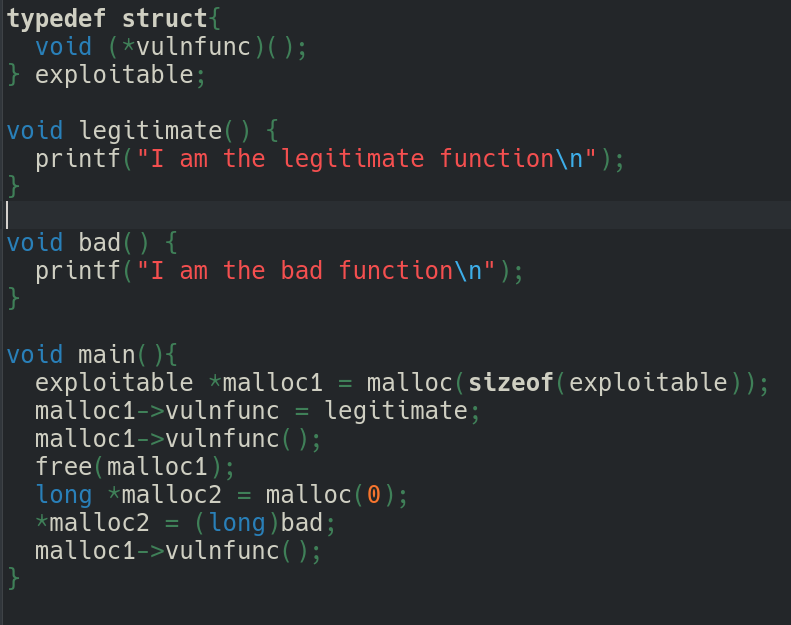 typedef struct{
  void (*vulnfunc)();
} exploitable;

void legitimate() {
  printf("I am the legitimate function\n");
}

void bad() {
  printf("I am the bad function\n");
}

void main(){
  exploitable *malloc1 = malloc(sizeof(exploitable));
  malloc1->vulnfunc = legitimate;
  malloc1->vulnfunc();
  free(malloc1);
  long *malloc2 = malloc(0);
  *malloc2 = (long)bad;
  malloc1->vulnfunc();
}